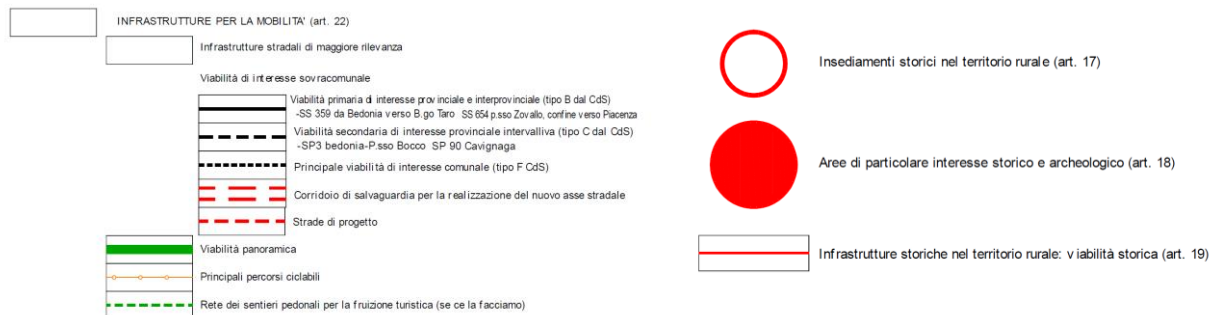 INFRASTRUTTURE PER LA MOBILITA' (art. 22)
Infrastrutture stradali di maggiore rilevanza
Viabilità di interesse sovracomunale
Viabilità primaria di interesse provinciale e interprovinciale (tipo B dal CdS)
-SS 359 da Bedonia verso B.go Taro SS 654 p.sso Zovallo, confine verso Piacenza
Viabilità secondaria di interesse provinciale intervalliva (tipo C dal CdS)
-SP3 bedonia-P.sso Bocco SP 90 Cavignaga
Principale viabilità di interesse comunale (tipo F CdS)
Corridoio di salvaguardia per la realizzazione del nuovo asse stradale
Strade di progetto
Viabilità panoramica
Principali percorsi ciclabili
Rete dei sentieri pedonali per la fruizione turistica (se ce la facciamo)
Insediamenti storici nel territorio rurale (art. 17)
Aree di particolare interesse storico e archeologico (art. 18)
Infrastrutture storiche nel territorio rurale: viabilità storica (art. 19)